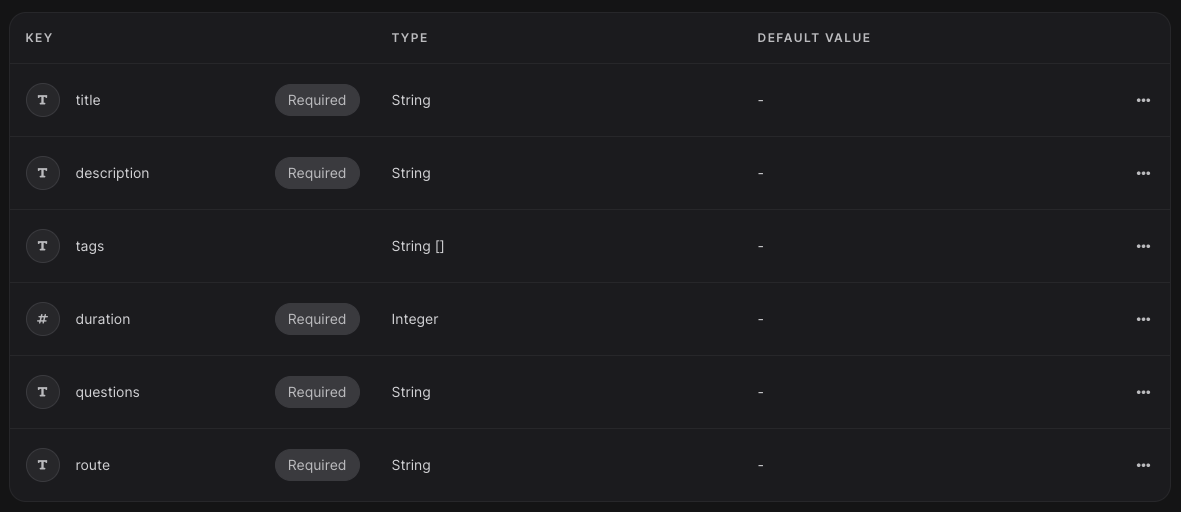 KEY TYPE DEFAULT VALUE
T title Required String - •••
T description Required String - •••
T tags String [] - •••
# duration Required Integer - •••
T questions Required String - •••
T route Required String - •••